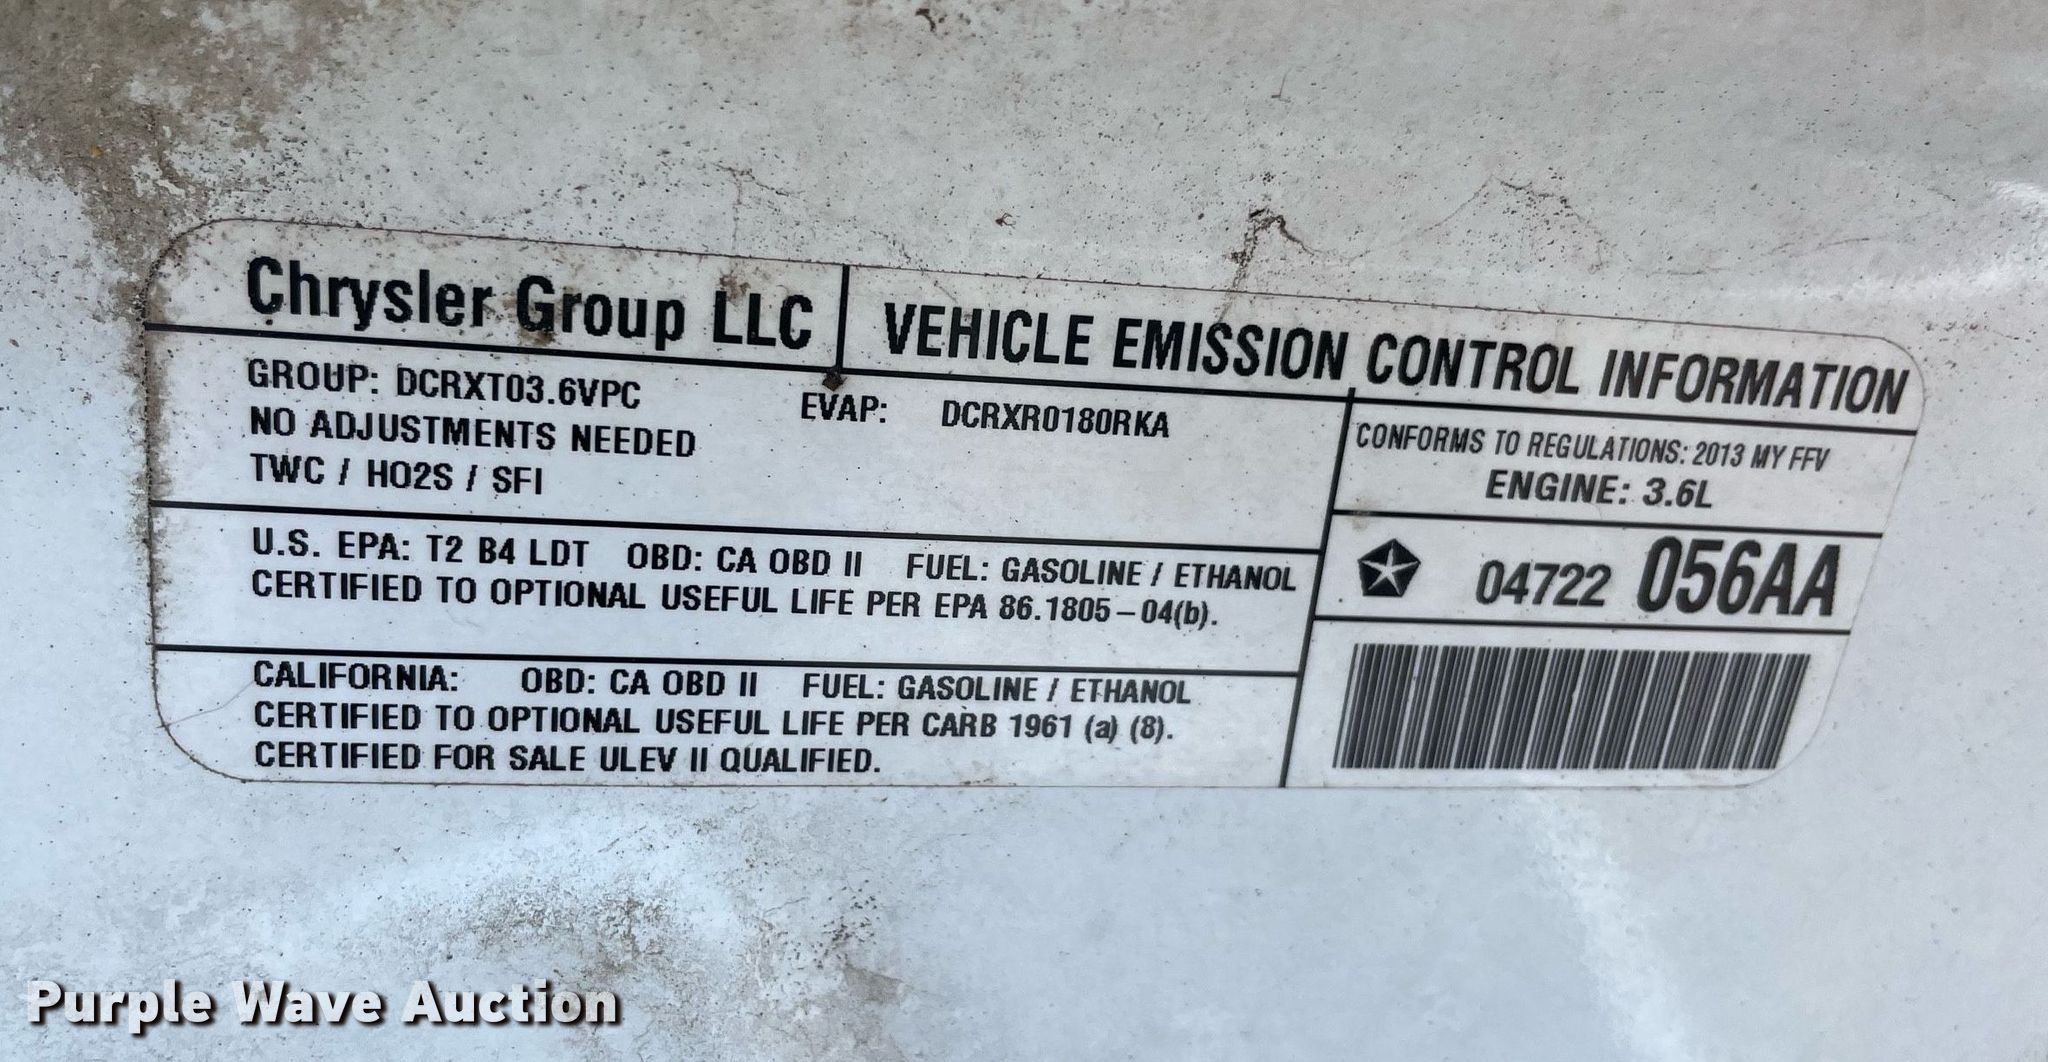 Chrysler Group LLC
VEHICLE EMISSION CONTROL INFORMATION
GROUP: DCRXT03.6VPC
EVAP: DCRXR0180RKA
NO ADJUSTMENTS NEEDED
TWC / HO2S / SFI
CONFORMS TO REGULATIONS: 2013 MY FFV
ENGINE: 3.6L
04722 056AA
U.S. EPA: T2 B4 LDT OBD: CA OBD II FUEL: GASOLINE / ETHANOL
CERTIFIED TO OPTIONAL USEFUL LIFE PER EPA 86.1805-04(b).
CALIFORNIA: OBD: CA OBD II FUEL: GASOLINE / ETHANOL
CERTIFIED TO OPTIONAL USEFUL LIFE PER CARB 1961 (a) (8).
CERTIFIED FOR SALE ULEV II QUALIFIED.
Purple Wave Auction